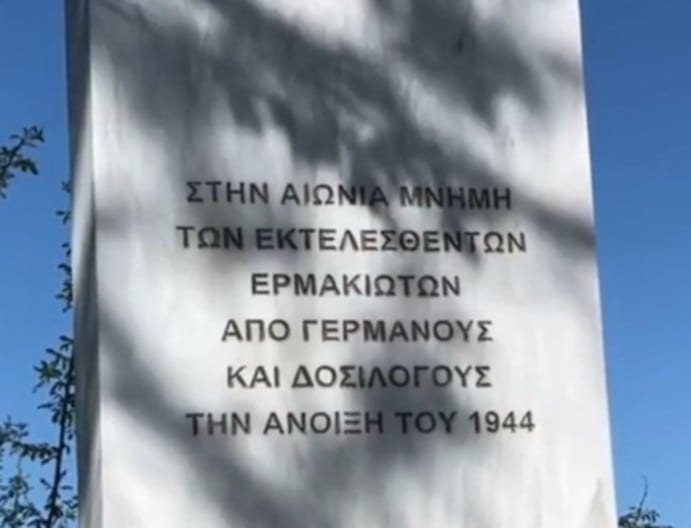 ΣΤΗΝ ΑΙΩΝΙΑ ΜΝΗΜΗ
ΤΩΝ ΕΚΤΕΛΕΣΘΕΝΤΩΝ
ΕΡΜΑΚΙΩΤΩΝ
ΑΠΟ ΓΕΡΜΑΝΟΥΣ
ΚΑΙ ΔΟΣΙΛΟΓΟΥΣ
ΤΗΝ ΑΝΟΙΞΗ ΤΟΥ 1944